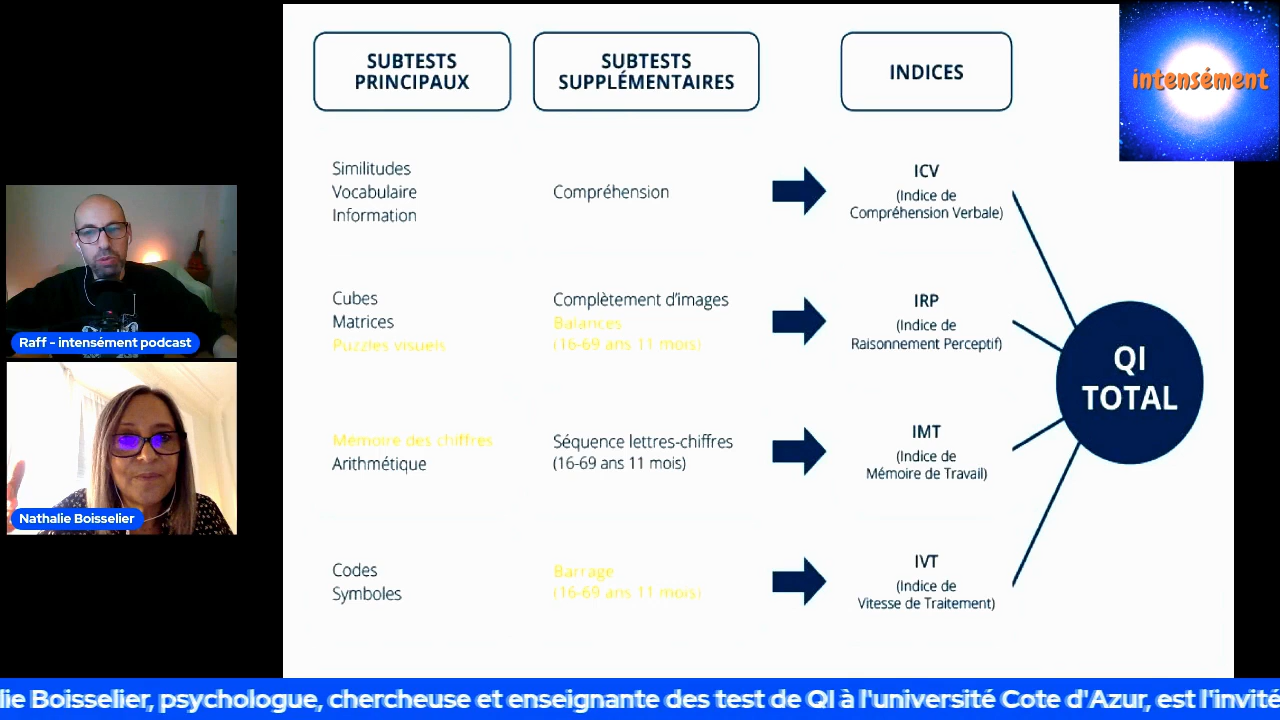 SUBTESTS
PRINCIPAUX
SUBTESTS
SUPPLÉMENTAIRES
INDICES
intensément
Similitudes
Vocabulaire
Information
Compréhension
ICV
(Indice de
Compréhension Verbale)
Cubes
Matrices
Puzzles visuels
Complètement d'images
Balances
(16-69 ans 11 mois)
IRP
(Indice de
Raisonnement Perceptif)
QI
TOTAL
Mémoire des chiffres
Arithmétique
Séquence lettres-chiffres
(16-69 ans 11 mois)
IMT
(Indice de
Mémoire de Travail)
Codes
Symboles
Barrage
(16-69 ans 11 mois)
IVT
(Indice de
Vitesse de Traitement)
Raff - intensément podcast
Nathalie Boisselier
lie Boisselier, psychologue, chercheuse et enseignante des test de QI à l'université Cote d'Azur, est l'invité